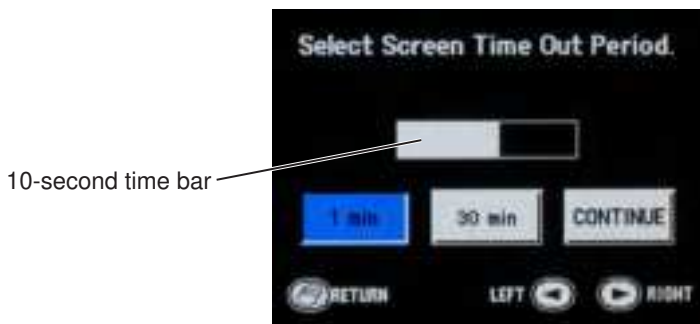 Select Screen Time Out Period.
10-second time bar
1 min 30 min CONTINUE
RETURN LEFT RIGHT